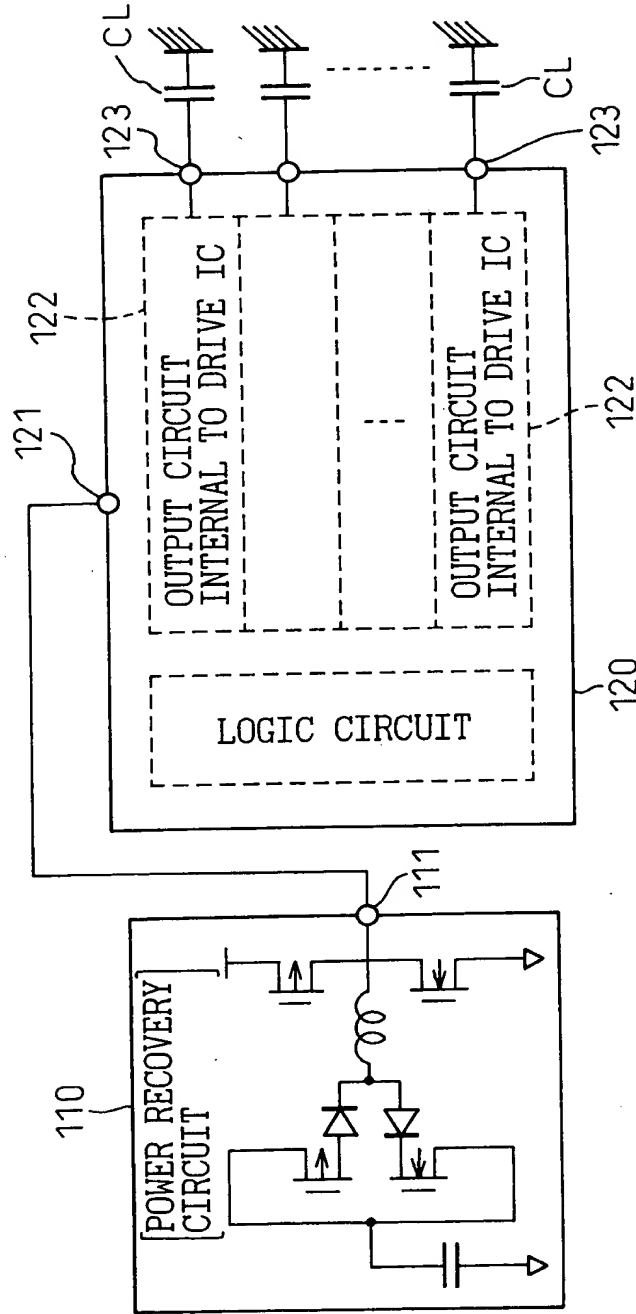 110
POWER RECOVERY
CIRCUIT
111
121
122
OUTPUT CIRCUIT
INTERNAL TO DRIVE IC
LOGIC CIRCUIT
OUTPUT CIRCUIT
INTERNAL TO DRIVE IC
122
120
123
CL
CL
123